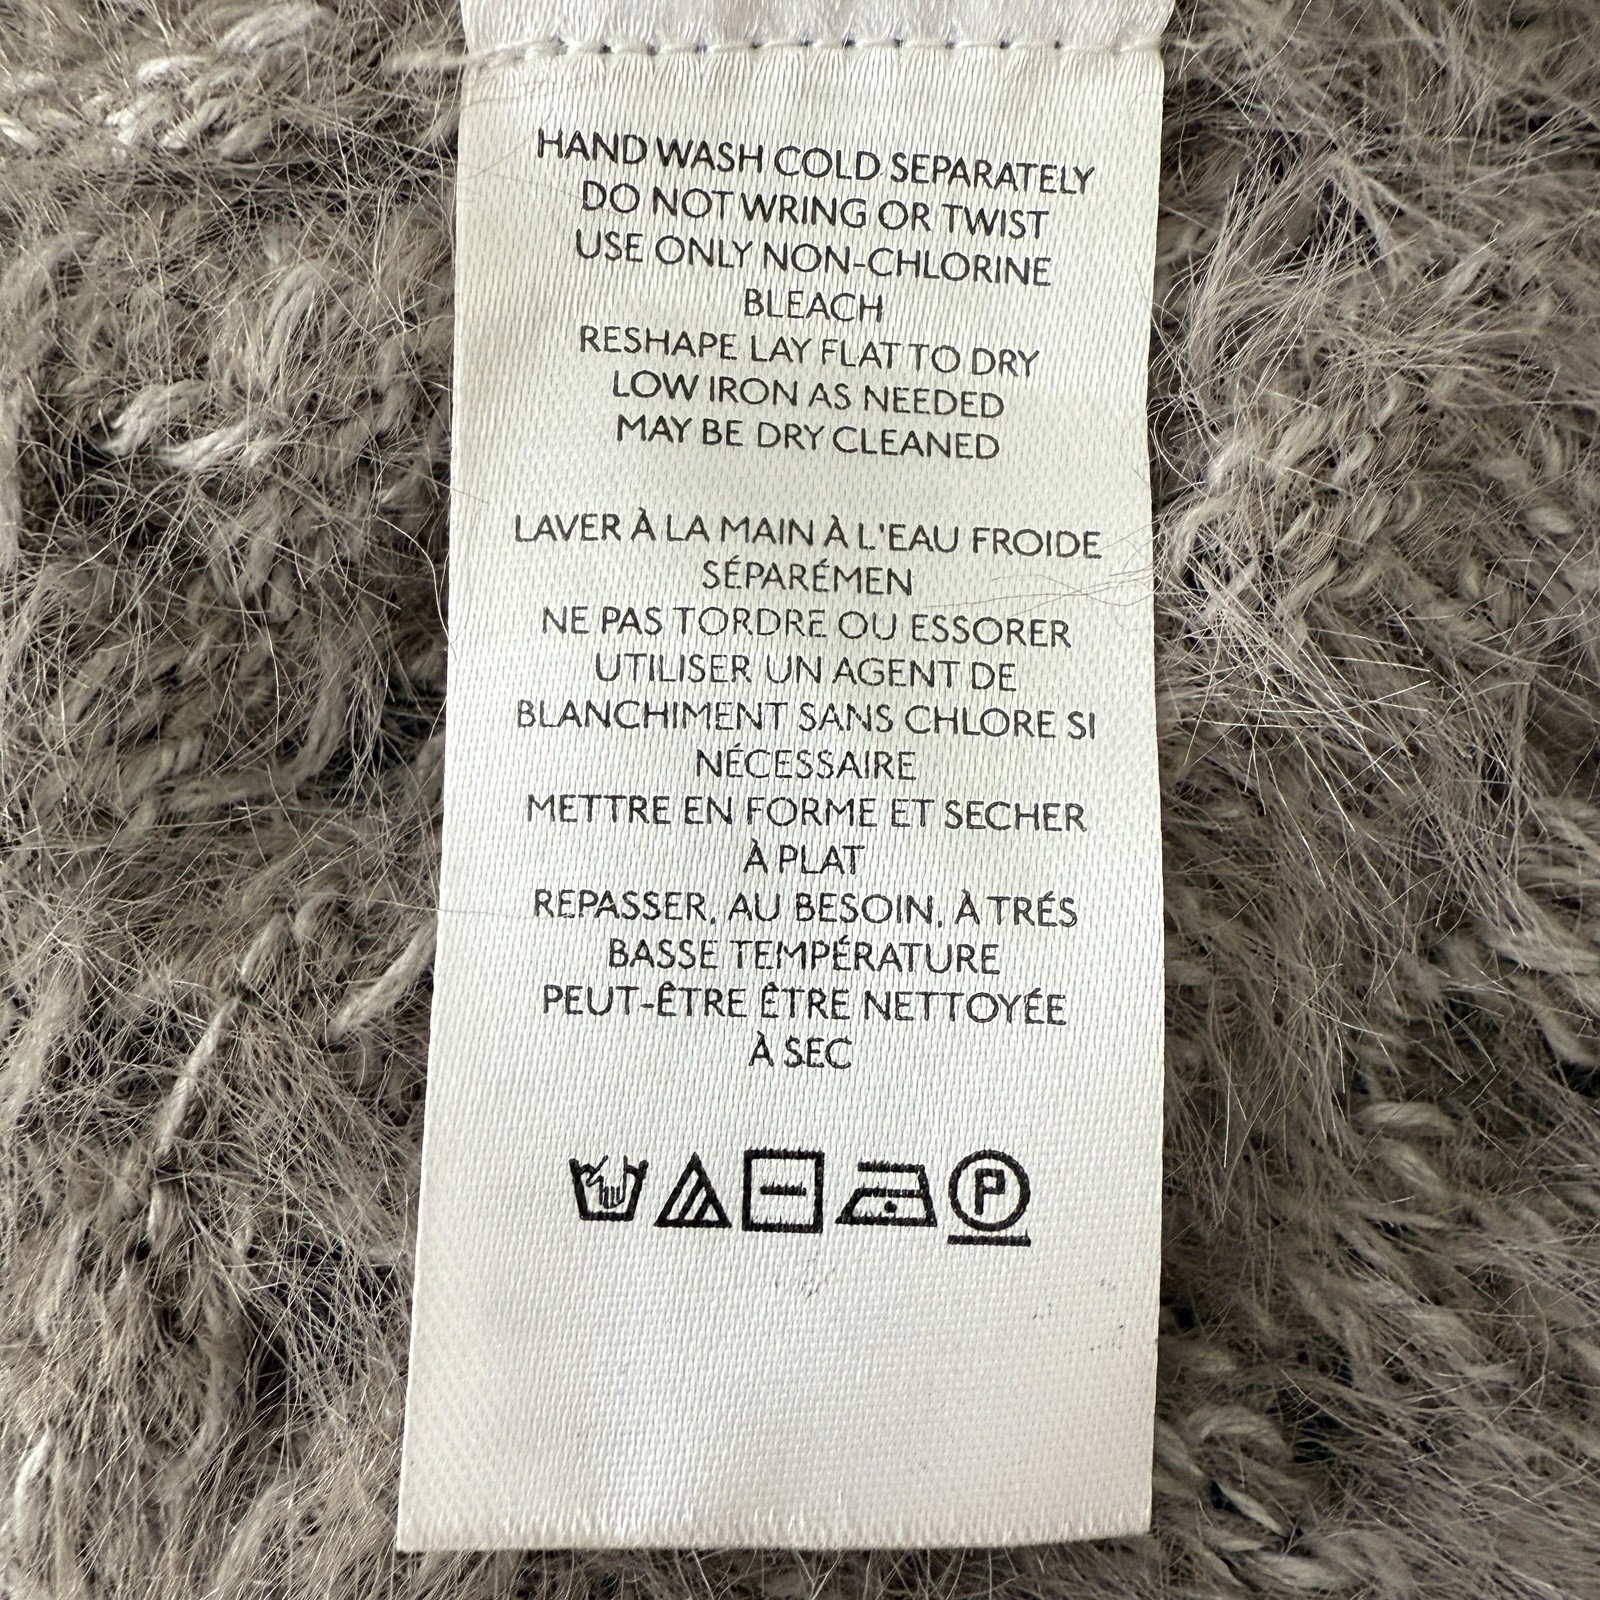 HAND WASH COLD SEPARATELY
DO NOT WRING OR TWIST
USE ONLY NON-CHLORINE
BLEACH
RESHAPE LAY FLAT TO DRY
LOW IRON AS NEEDED
MAY BE DRY CLEANED
LAVER À LA MAIN À L'EAU FROIDE
SÉPARÉMEN
NE PAS TORDRE OU ESSORER
UTILISER UN AGENT DE
BLANCHIMENT SANS CHLORE SI
NÉCESSAIRE
METTRE EN FORME ET SECHER
À PLAT
REPASSER, AU BESOIN, À TRÉS
BASSE TEMPÉRATURE
PEUT-ÊTRE ÊTRE NETTOYÉE
À SEC
P